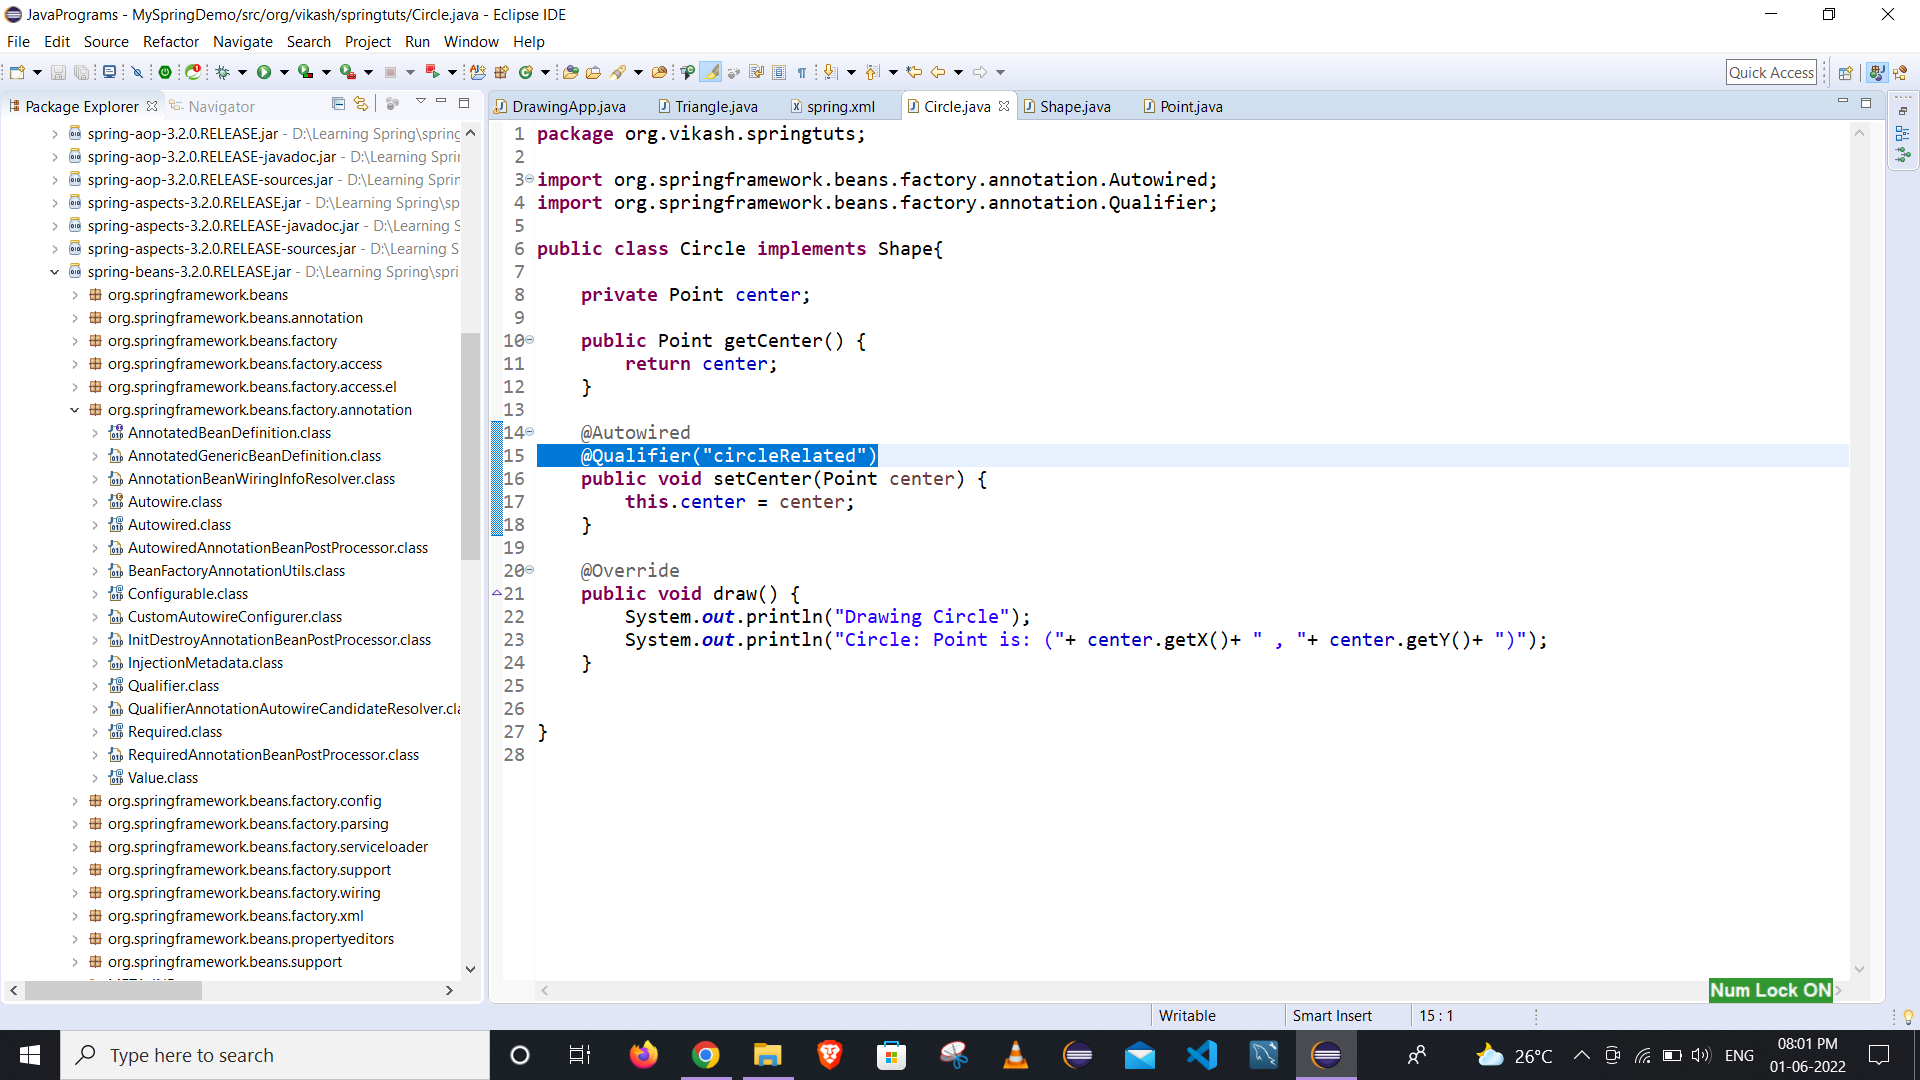 JavaPrograms - MySpringDemo/src/org/vikash/springtuts/Circle.java - Eclipse IDE
File Edit Source Refactor Navigate Search Project Run Window Help
Quick Access
Package Explorer Navigator
DrawingApp.java Triangle.java spring.xml Circle.java Shape.java Point.java
spring-aop-3.2.0.RELEASE.jar - D:\Learning Spring\spring
spring-aop-3.2.0.RELEASE-javadoc.jar - D:\Learning Sprir
spring-aop-3.2.0.RELEASE-sources.jar - D:\Learning Sprir
spring-aspects-3.2.0.RELEASE.jar - D:\Learning Spring\sp
spring-aspects-3.2.0.RELEASE-javadoc.jar - D:\Learning S
spring-aspects-3.2.0.RELEASE-sources.jar - D:\Learning S
spring-beans-3.2.0.RELEASE.jar - D:\Learning Spring\spri
org.springframework.beans
org.springframework.beans.annotation
org.springframework.beans.factory
org.springframework.beans.factory.access
org.springframework.beans.factory.access.el
org.springframework.beans.factory.annotation
AnnotatedBeanDefinition.class
AnnotatedGenericBeanDefinition.class
AnnotationBeanWiringInfoResolver.class
Autowire.class
Autowired.class
AutowiredAnnotationBeanPostProcessor.class
BeanFactoryAnnotationUtils.class
Configurable.class
CustomAutowireConfigurer.class
InitDestroyAnnotationBeanPostProcessor.class
InjectionMetadata.class
Qualifier.class
QualifierAnnotationAutowireCandidateResolver.cla
Required.class
RequiredAnnotationBeanPostProcessor.class
Value.class
org.springframework.beans.factory.config
org.springframework.beans.factory.parsing
org.springframework.beans.factory.serviceloader
org.springframework.beans.factory.support
org.springframework.beans.factory.wiring
org.springframework.beans.factory.xml
org.springframework.beans.propertyeditors
org.springframework.beans.support
1 package org.vikash.springtuts;
2
3 import org.springframework.beans.factory.annotation.Autowired;
4 import org.springframework.beans.factory.annotation.Qualifier;
5
6 public class Circle implements Shape{
7
8 private Point center;
9
10 public Point getCenter() {
11 return center;
12 }
13
14 @Autowired
15 @Qualifier("circleRelated")
16 public void setCenter(Point center) {
17 this.center = center;
18 }
19
20 @Override
21 public void draw() {
22 System.out.println("Drawing Circle");
23 System.out.println("Circle: Point is: ("+ center.getX()+ " , "+ center.getY()+ ")");
24 }
25
26
27 }
28
Num Lock ON
Writable Smart Insert 15 : 1
Type here to search
26°C
ENG
08:01 PM
01-06-2022